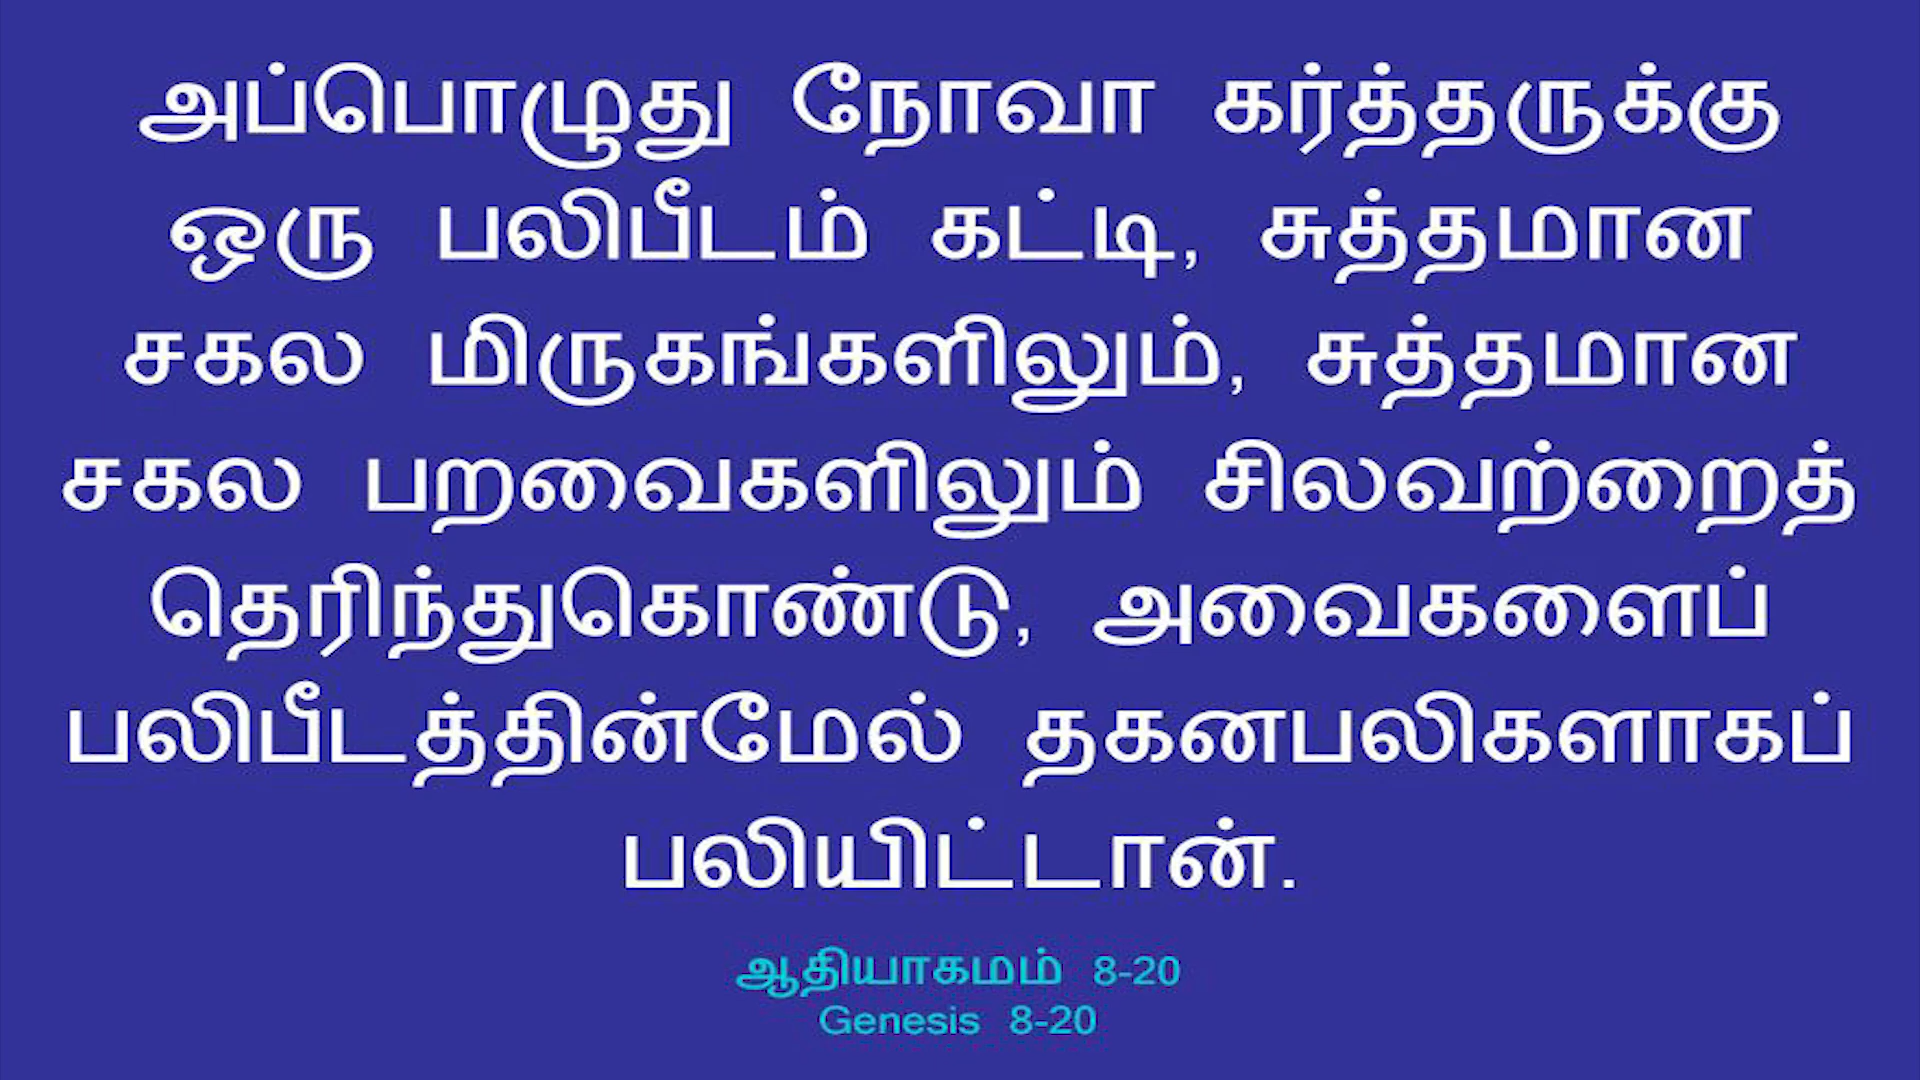 அப்பொழுது நோவா கர்த்தருக்கு
ஒரு பலிபீடம் கட்டி, சுத்தமான
சகல மிருகங்களிலும், சுத்தமான
சகல பறவைகளிலும் சிலவற்றைத்
தெரிந்துகொண்டு, அவைகளைப்
பலிபீடத்தின்மேல் தகனபலிகளாகப்
பலியிட்டான்.
ஆதியாகமம் 8-20
Genesis 8-20